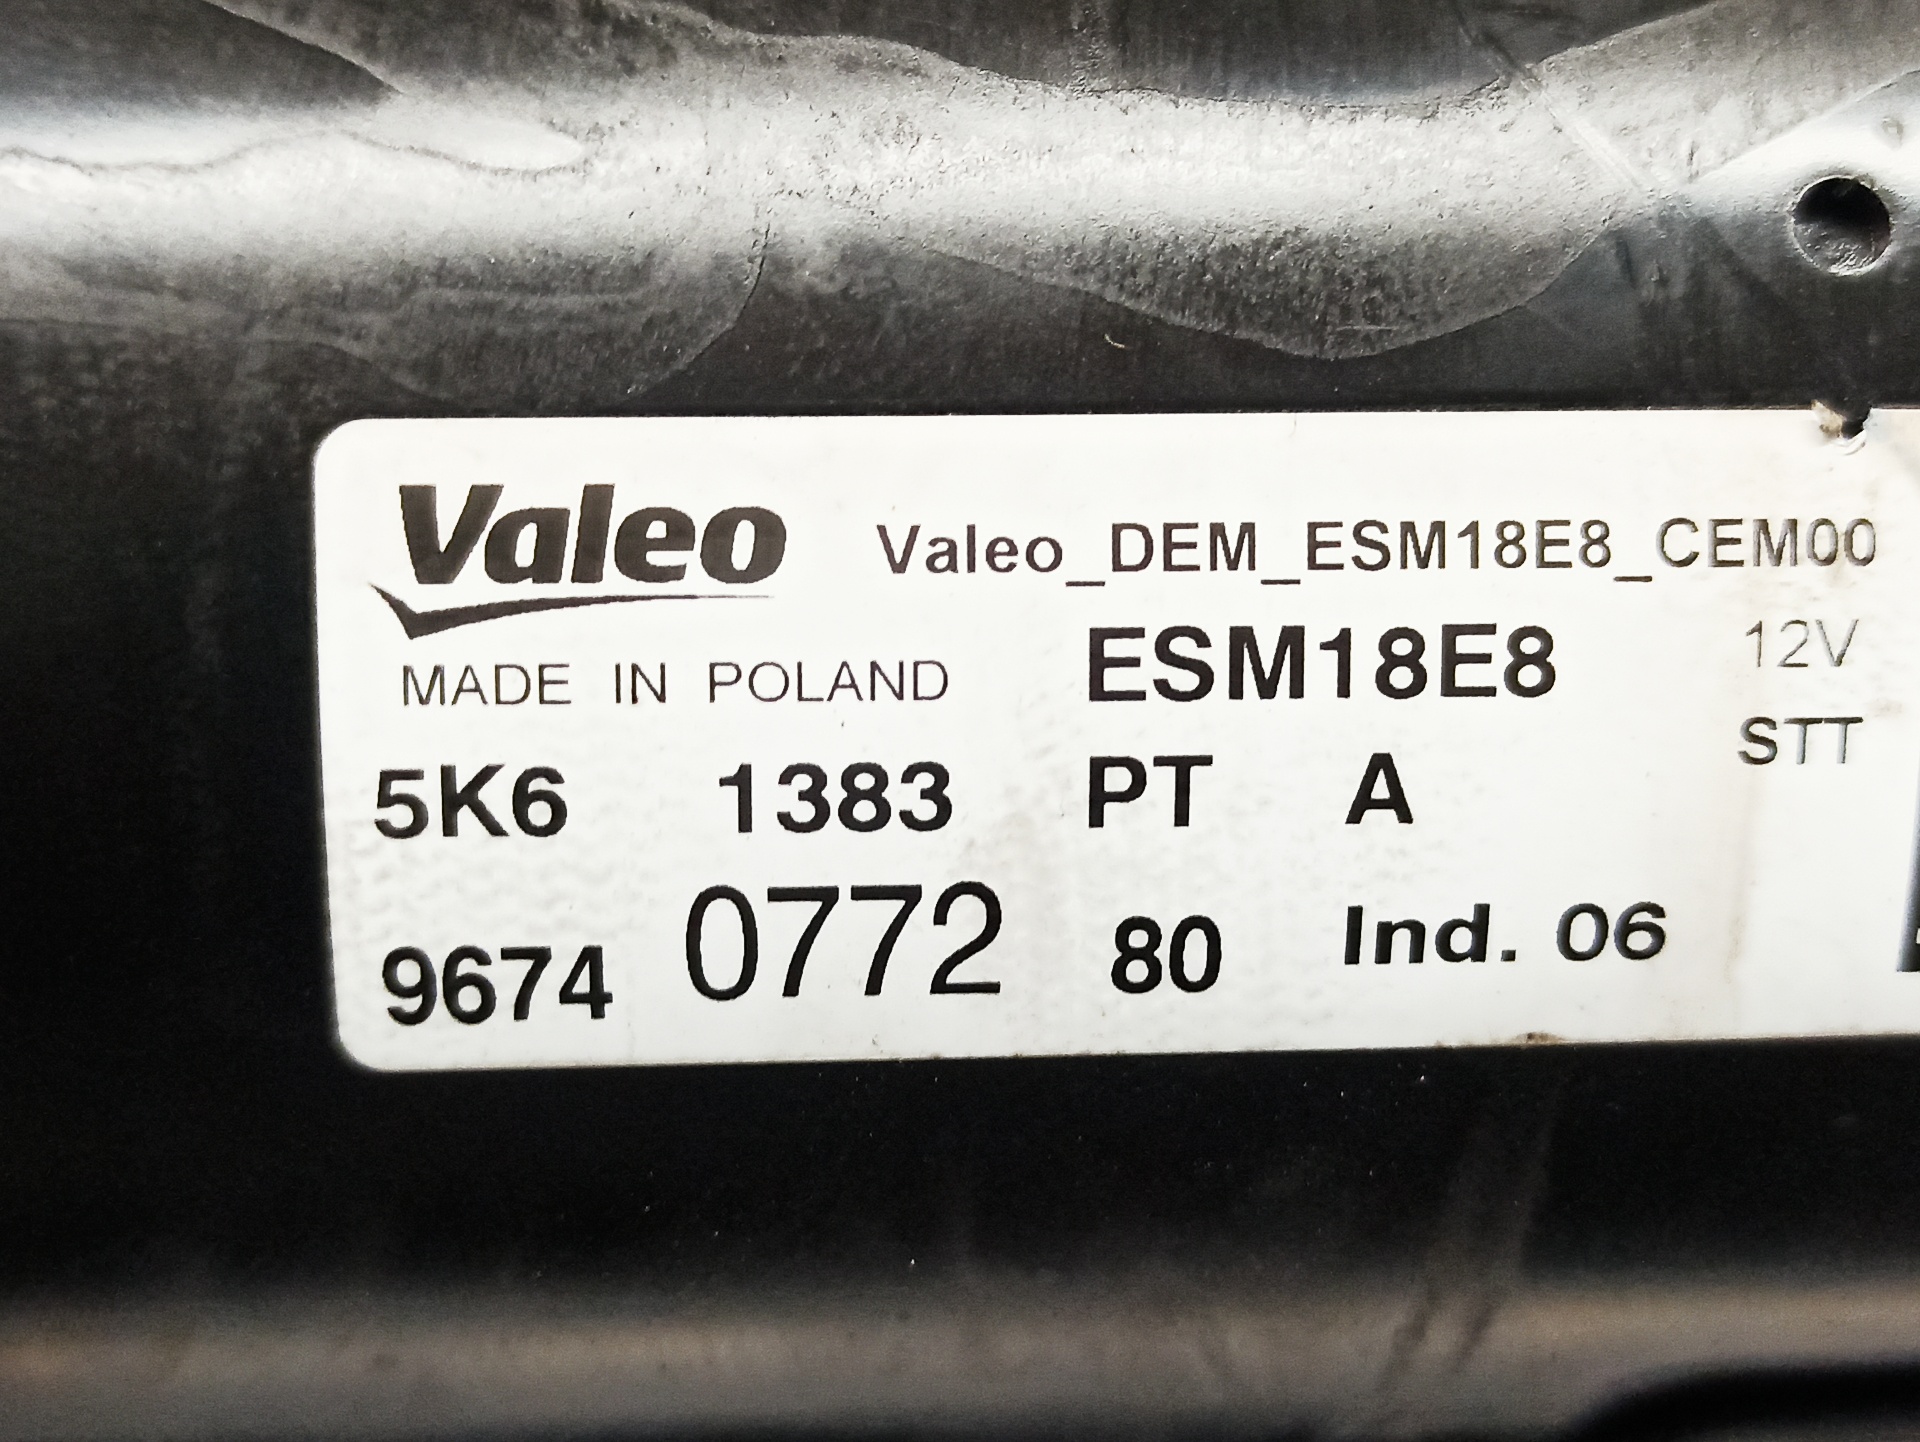 Valeo Valeo_DEM_ESM18E8_CEM00
MADE IN POLAND ESM18E8 12V
STT
5K6 1383 PT A
9674 0772 80 Ind. 06